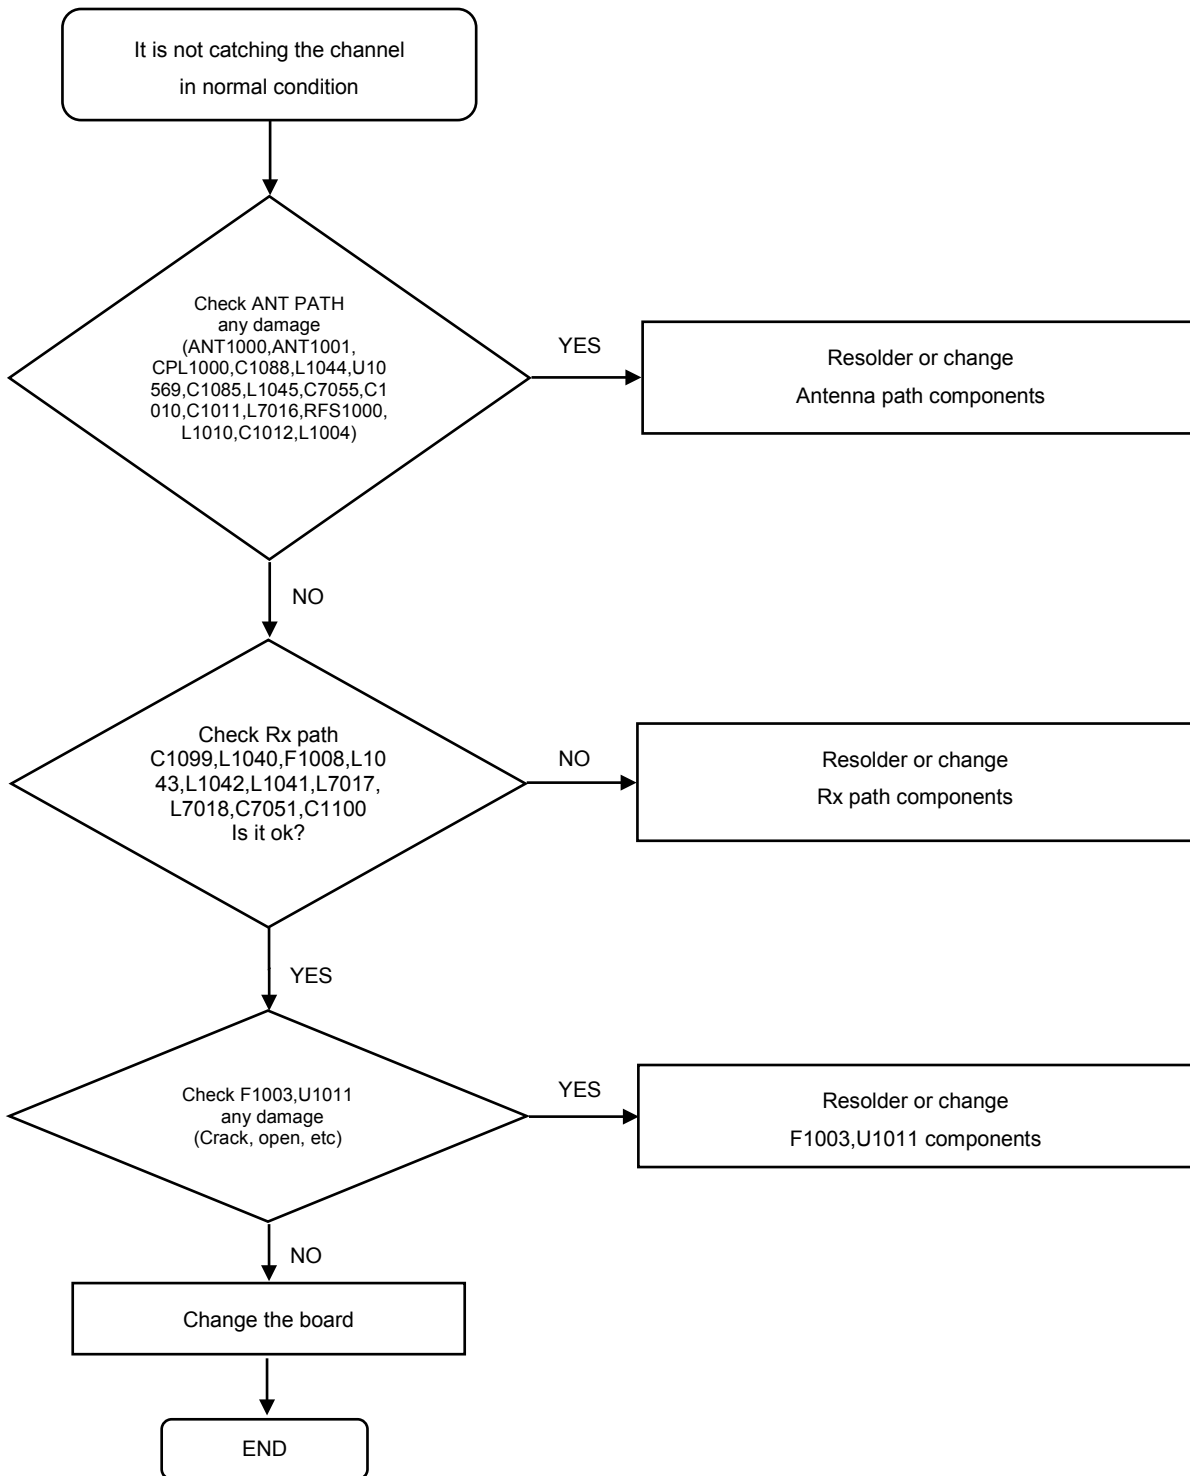 It is not catching the channel
in normal condition
Check ANT PATH
any damage
(ANT1000,ANT1001,
CPL1000,C1088,L1044,U10
569,C1085,L1045,C7055,C1
010,C1011,L7016,RFS1000,
L1010,C1012,L1004)
YES
Resolder or change
Antenna path components
NO
Check Rx path
C1099,L1040,F1008,L10
43,L1042,L1041,L7017,
L7018,C7051,C1100
Is it ok?
NO
Resolder or change
Rx path components
YES
Check F1003,U1011
any damage
(Crack, open, etc)
YES
Resolder or change
F1003,U1011 components
NO
Change the board
END